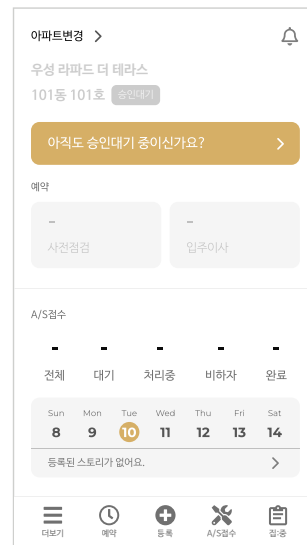 아파트변경 >
우성 라파드 더 테라스
101동 101호 승인대기
아직도 승인대기 중이신가요? >
예약
- -
사전점검 입주이사
A/S접수
- - - - -
전체 대기 처리중 비하자 완료
Sun Mon Tue Wed Thu Fri Sat
8 9 10 11 12 13 14
등록된 스토리가 없어요. >
더보기 예약 등록 A/S접수 집:중